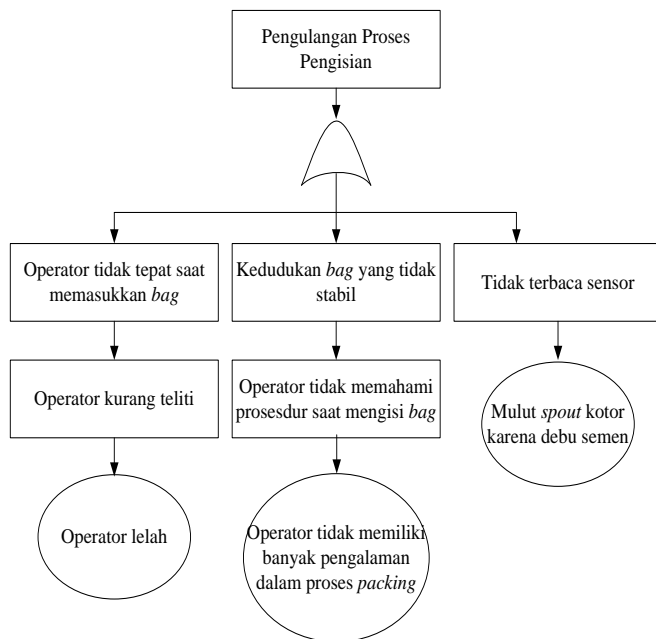 Pengulangan Proses
Pengisian
Operator tidak tepat saat
memasukkan bag
Kedudukan bag yang tidak
stabil
Tidak terbaca sensor
Operator kurang teliti
Operator tidak memahami
prosesdur saat mengisi bag
Mulut spout kotor
karena debu semen
Operator lelah
Operator tidak memiliki
banyak pengalaman
dalam proses packing